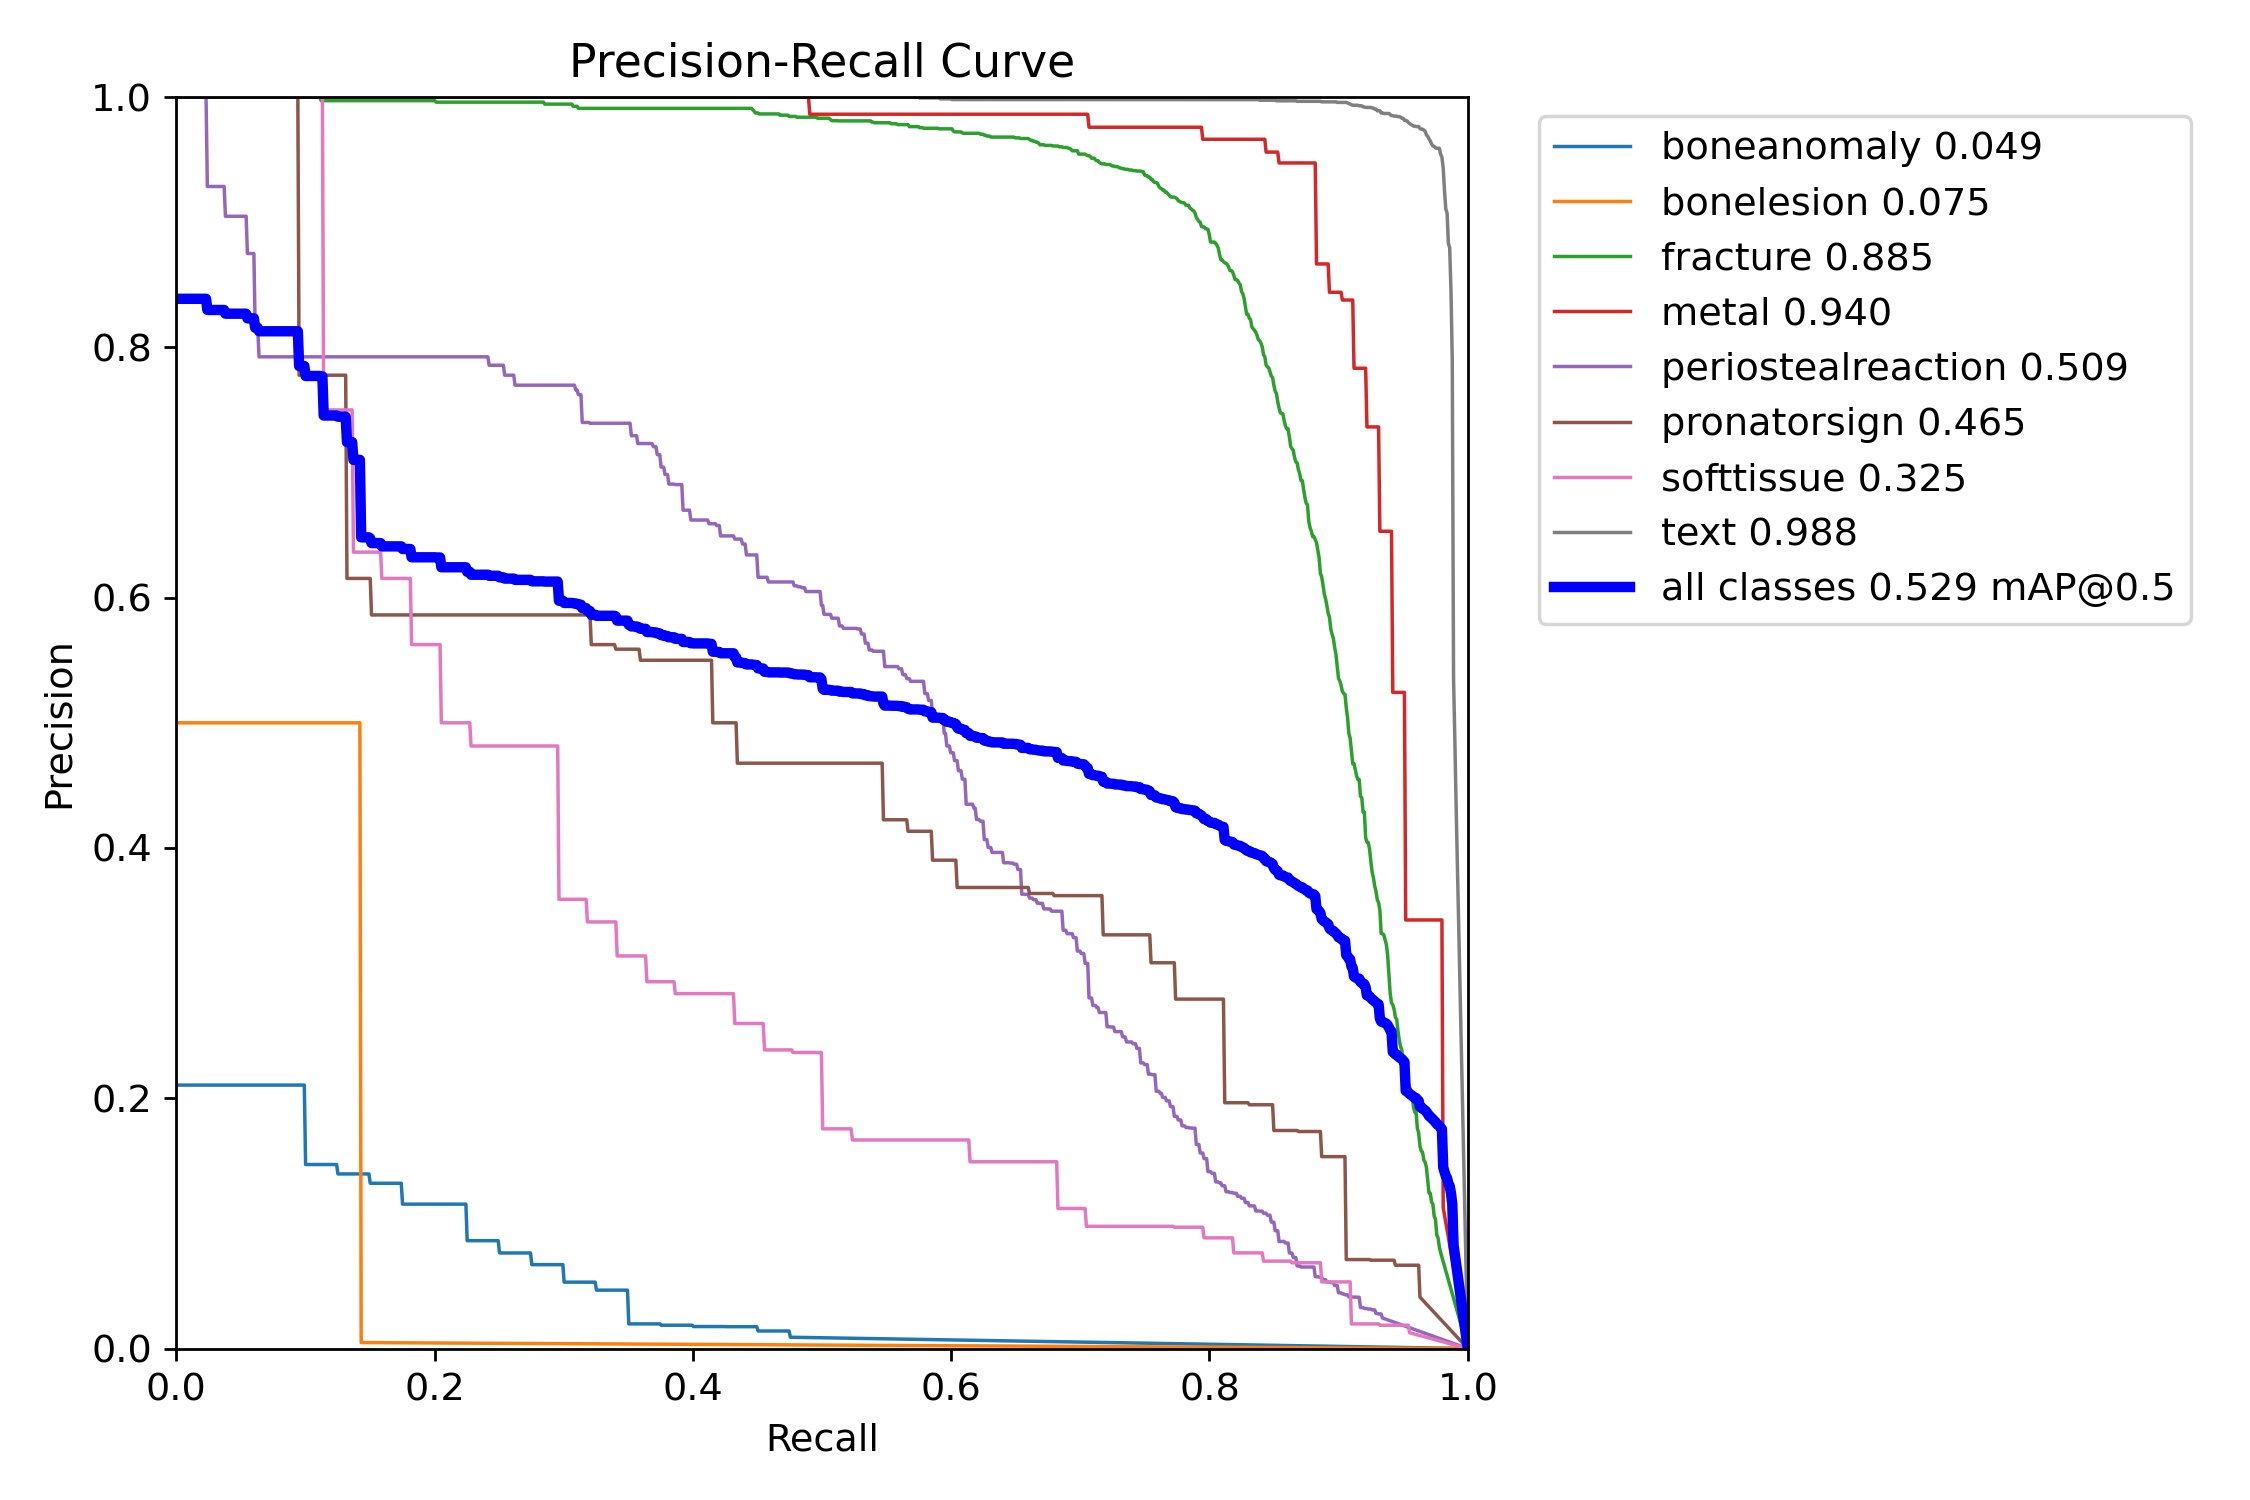 Precision-Recall Curve
1.0
0.8
0.6
0.4
0.2
0.0
Precision
0.0 0.2 0.4 0.6 0.8 1.0
Recall
boneanomaly 0.049
bonelesion 0.075
fracture 0.885
metal 0.940
periostealreaction 0.509
pronatorsign 0.465
softtissue 0.325
text 0.988
all classes 0.529 mAP@0.5